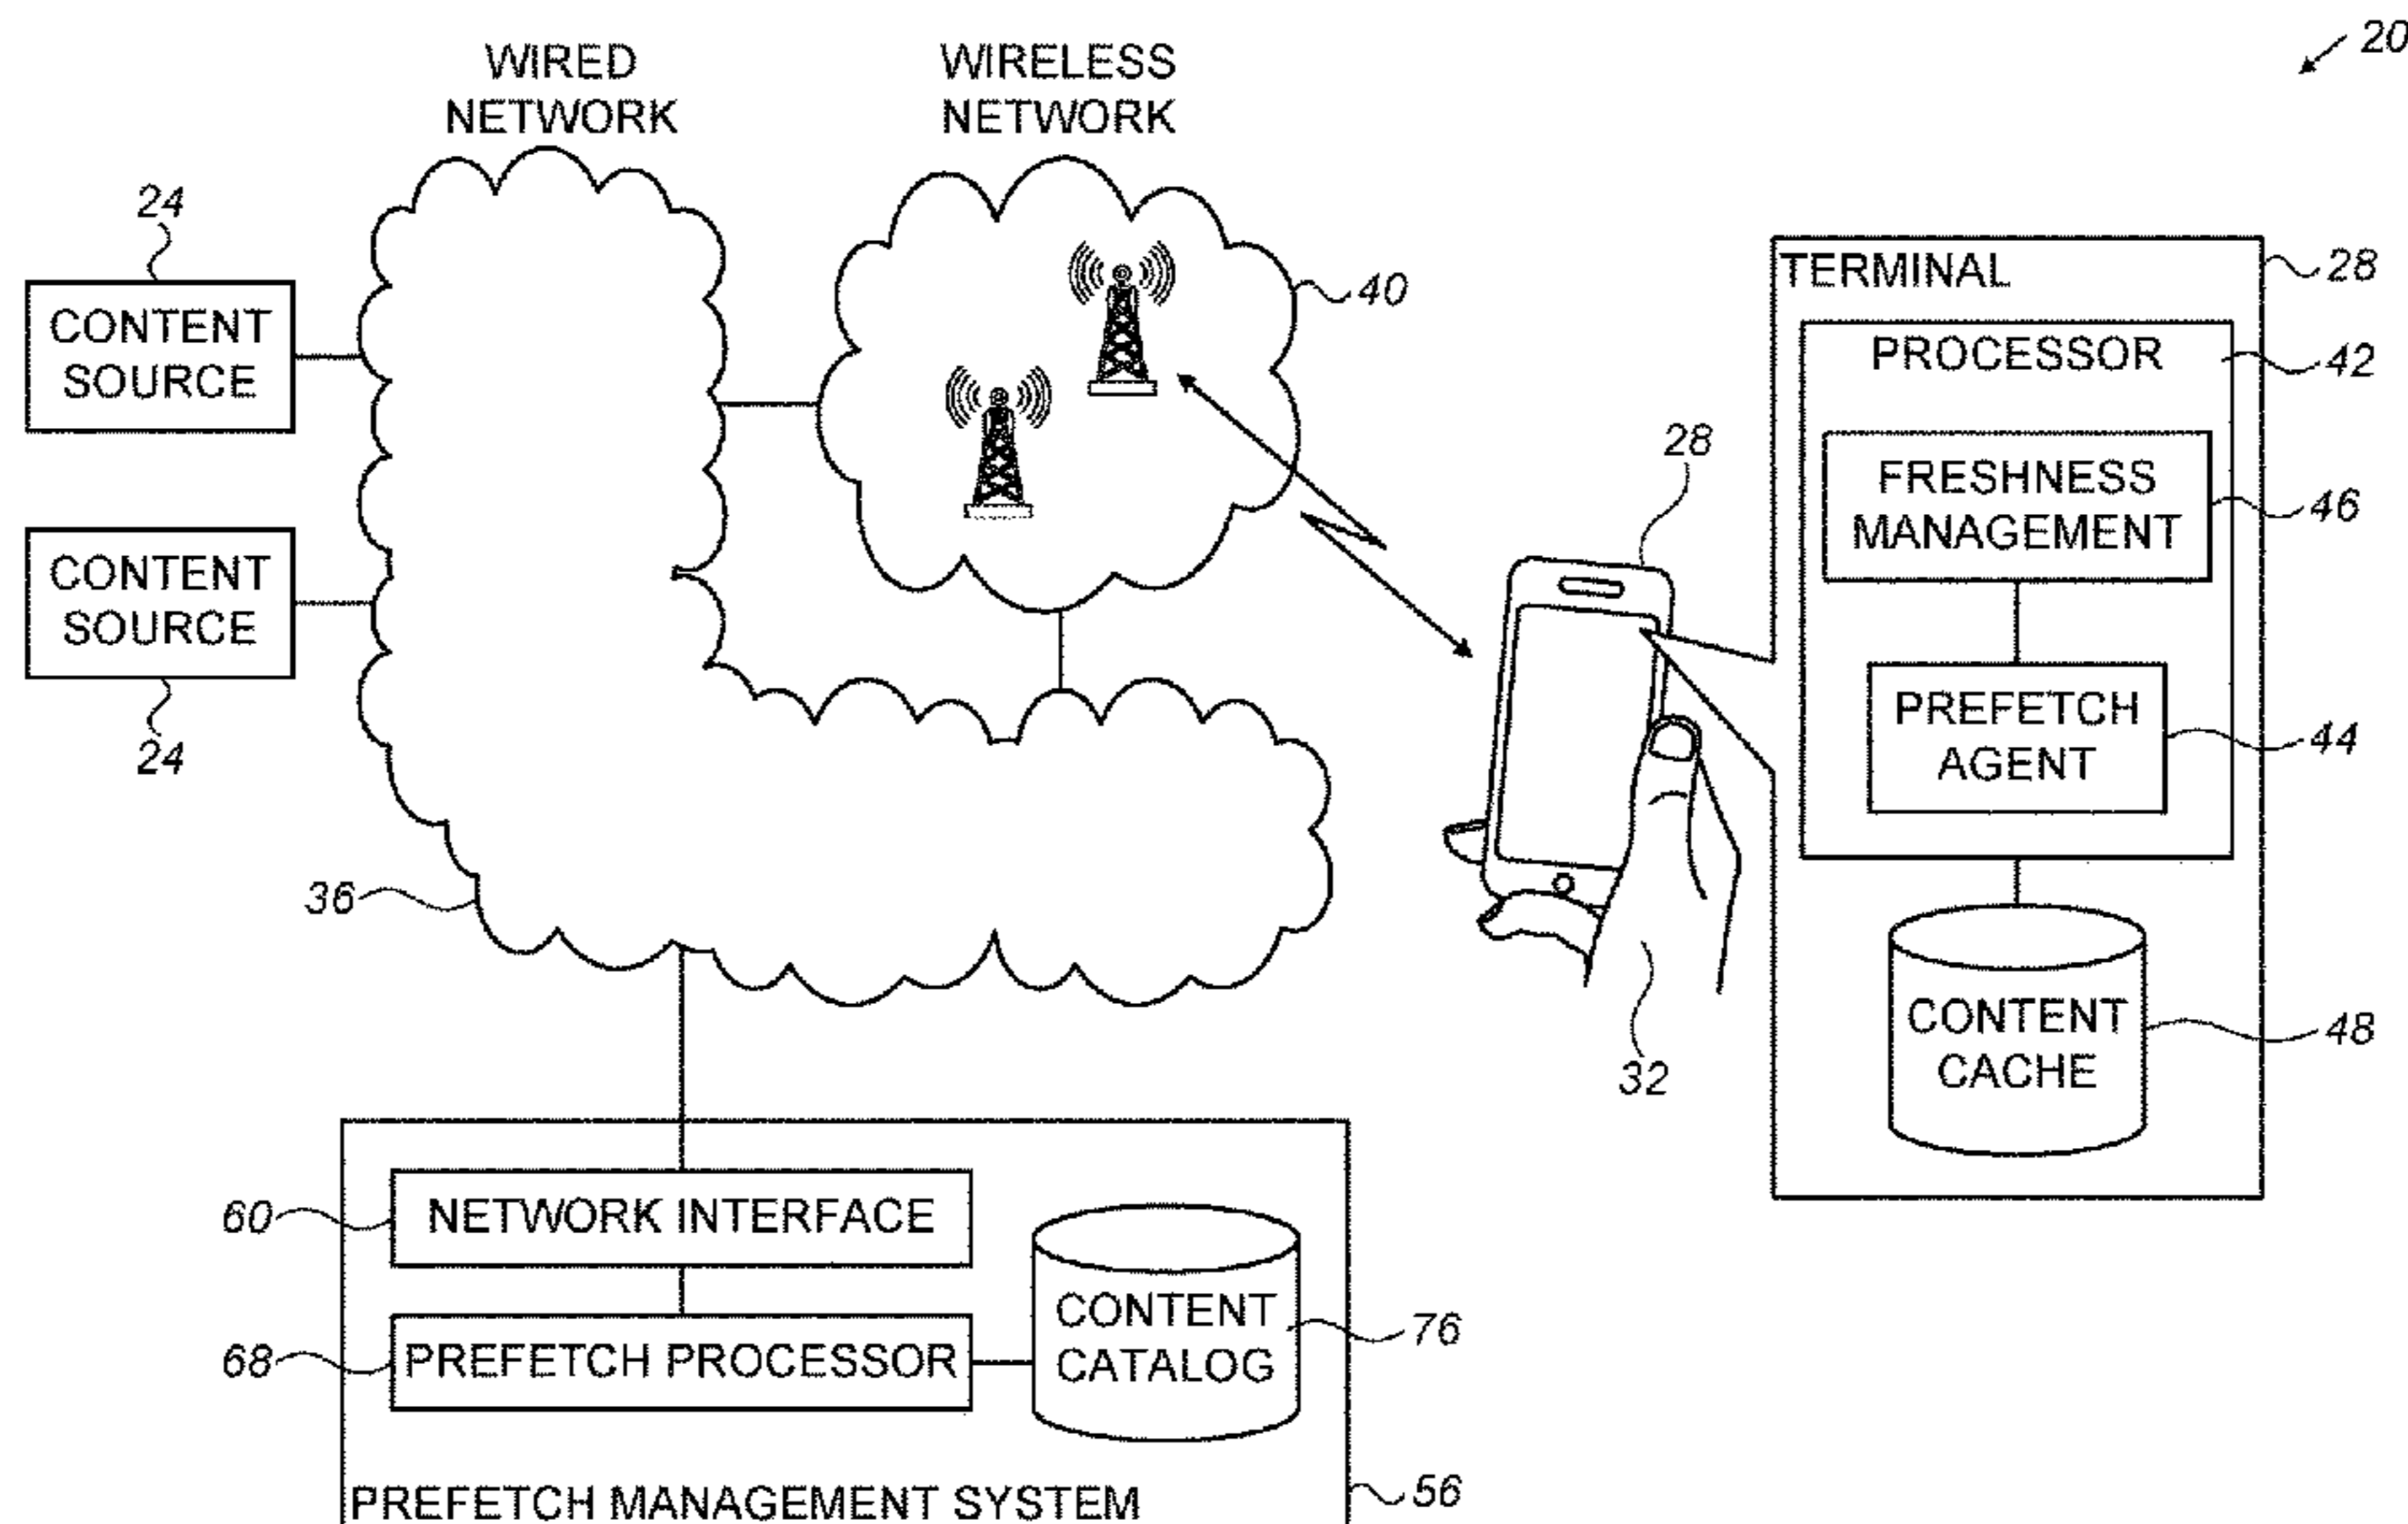 20
WIRED
NETWORK
WIRELESS
NETWORK
24
CONTENT
SOURCE
CONTENT
SOURCE
24
40
36
28
32
TERMINAL
28
PROCESSOR
42
FRESHNESS
MANAGEMENT
46
PREFETCH
AGENT
44
CONTENT
CACHE
48
60
NETWORK INTERFACE
68
PREFETCH PROCESSOR
CONTENT
CATALOG
76
PREFETCH MANAGEMENT SYSTEM
56